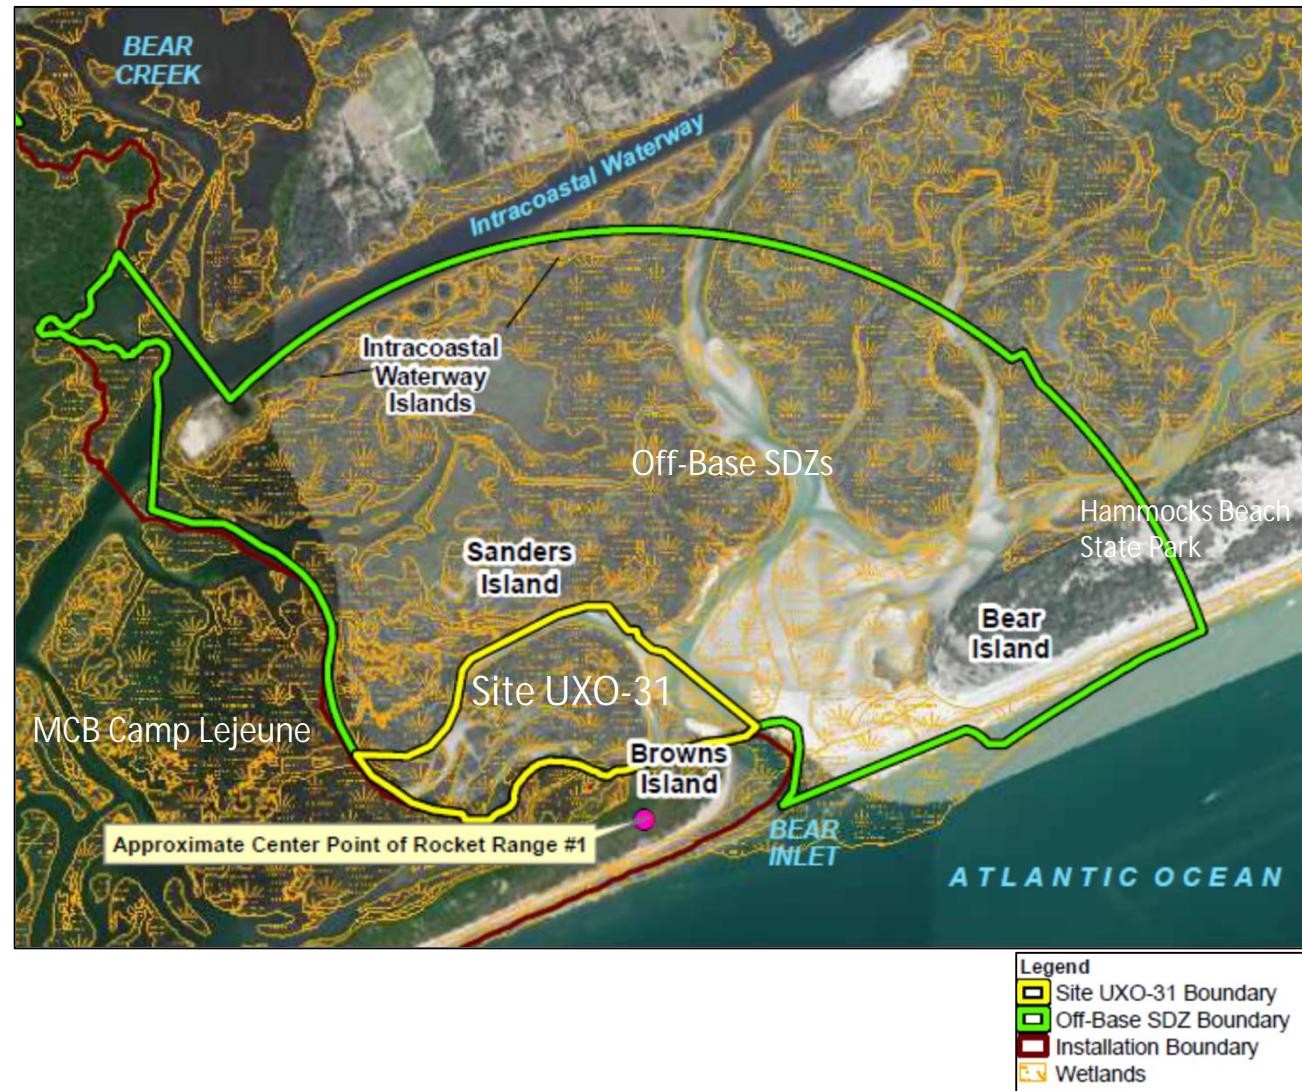 BEAR
CREEK
Intracoastal Waterway
Intracoastal
Waterway
Islands
Off-Base SDZs
Hammocks Beach
State Park
Sanders
Island
Bear
Island
Site UXO-31
MCB Camp Lejeune
Browns
Island
Approximate Center Point of Rocket Range #1
BEAR
INLET
ATLANTIC OCEAN
Legend
Site UXO-31 Boundary
Off-Base SDZ Boundary
Installation Boundary
Wetlands